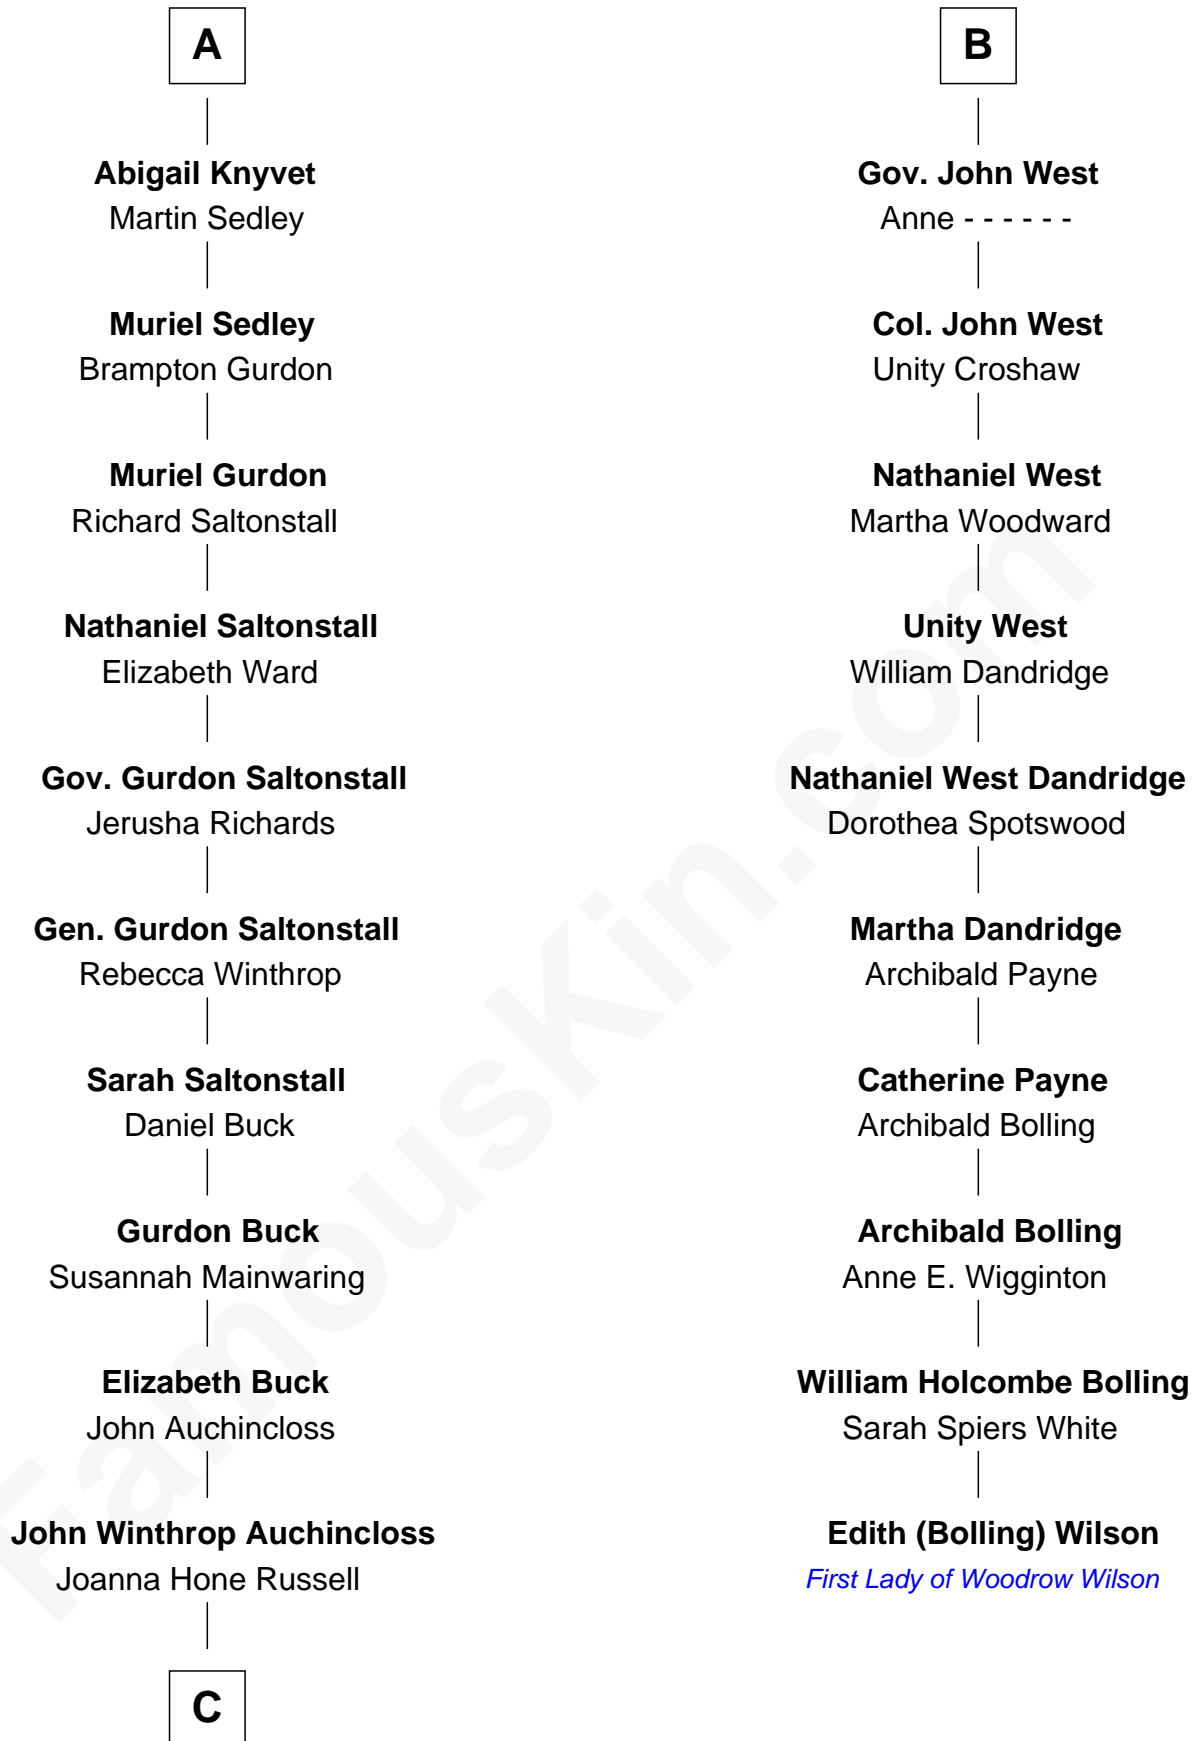 A
Abigail Knyvet
Martin Sedley
Muriel Sedley
Brampton Gurdon
Muriel Gurdon
Richard Saltonstall
Nathaniel Saltonstall
Elizabeth Ward
Gov. Gurdon Saltonstall
Jerusha Richards
Gen. Gurdon Saltonstall
Rebecca Winthrop
Sarah Saltonstall
Daniel Buck
Gurdon Buck
Susannah Mainwaring
Elizabeth Buck
John Auchincloss
John Winthrop Auchincloss
Joanna Hone Russell
C
B
Gov. John West
Anne - - - - - -
Col. John West
Unity Croshaw
Nathaniel West
Martha Woodward
Unity West
William Dandridge
Nathaniel West Dandridge
Dorothea Spotswood
Martha Dandridge
Archibald Payne
Catherine Payne
Archibald Bolling
Archibald Bolling
Anne E. Wigginton
William Holcombe Bolling
Sarah Spiers White
Edith (Bolling) Wilson
First Lady of Woodrow Wilson
FamousKin.com